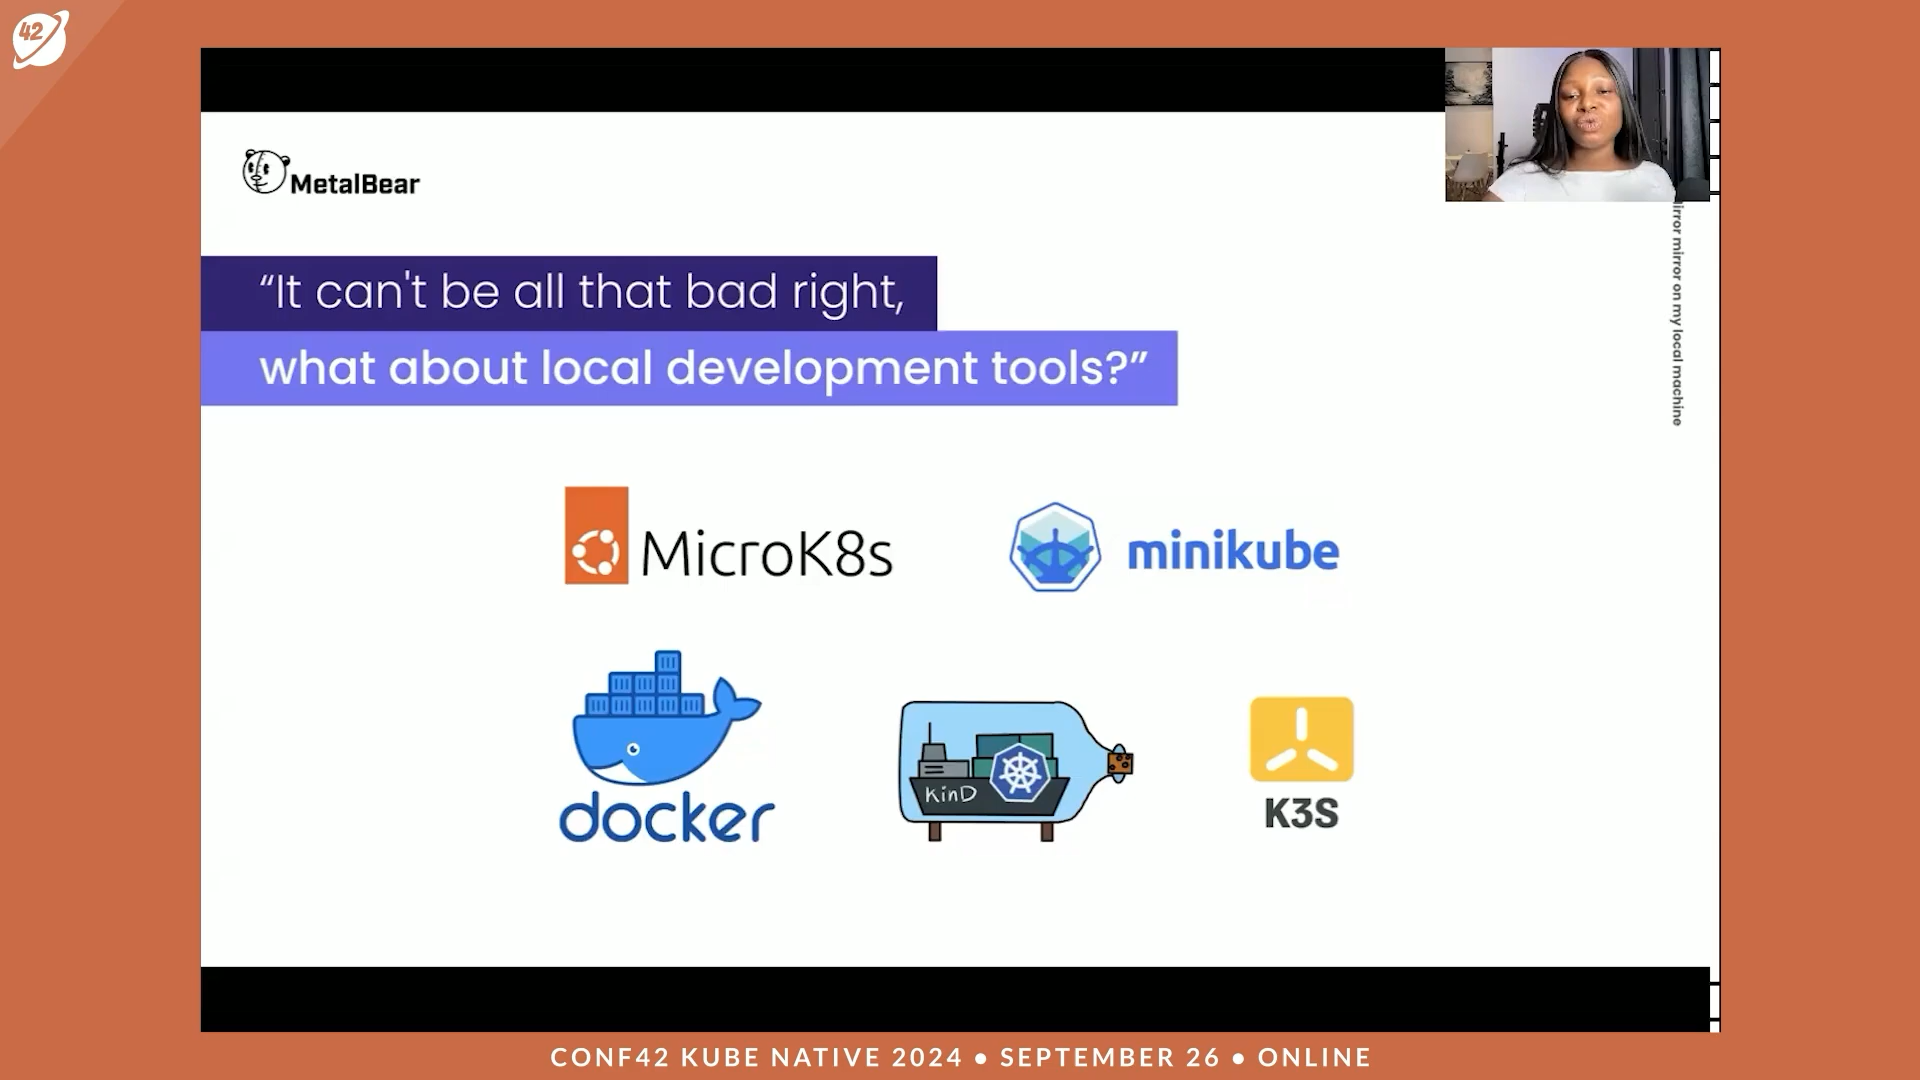 42
MetalBear
“It can't be all that bad right,
what about local development tools?”
mirror on my local machine
MicroK8s
minikube
docker
KinD
K3S
CONF42 KUBE NATIVE 2024 ● SEPTEMBER 26 ● ONLINE